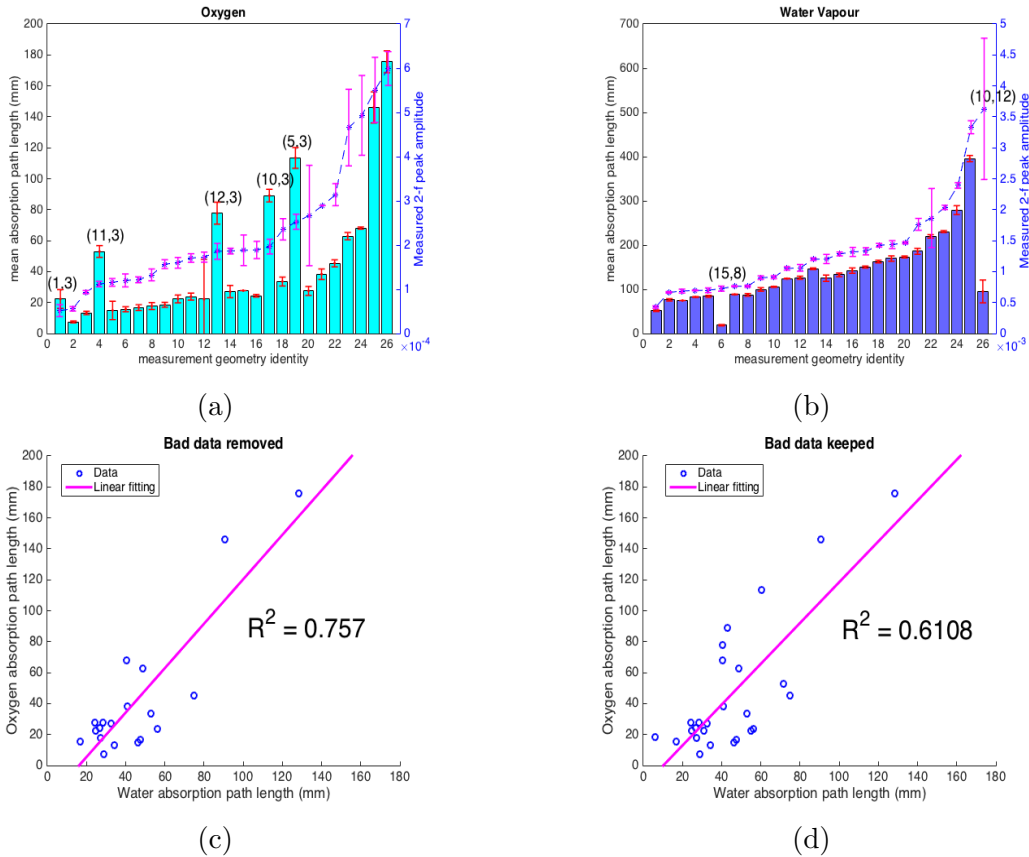 Oxygen
200
180
160
140
120
100
80
60
40
20
0
mean absorption path length (mm)
(1,3)
(11,3)
(12,3)
(10,3)
(5,3)
7
6
5
4
3
2
1
0
Measured 2-f peak amplitude
0 2 4 6 8 10 12 14 16 18 20 22 24 26
×10⁻⁴
measurement geometry identity
(a)
Water Vapour
700
600
500
400
300
200
100
0
mean absorption path length (mm)
(15,8)
(10,12)
5
4.5
4
3.5
3
2.5
2
1.5
1
0.5
0
Measured 2-f peak amplitude
0 2 4 6 8 10 12 14 16 18 20 22 24 26
×10⁻³
measurement geometry identity
(b)
Bad data removed
200
180
160
140
120
100
80
60
40
20
0
Oxygen absorption path length (mm)
Data
Linear fitting
R² = 0.757
0 20 40 60 80 100 120 140 160 180
Water absorption path length (mm)
(c)
Bad data keeped
200
180
160
140
120
100
80
60
40
20
0
Oxygen absorption path length (mm)
Data
Linear fitting
R² = 0.6108
0 20 40 60 80 100 120 140 160 180
Water absorption path length (mm)
(d)